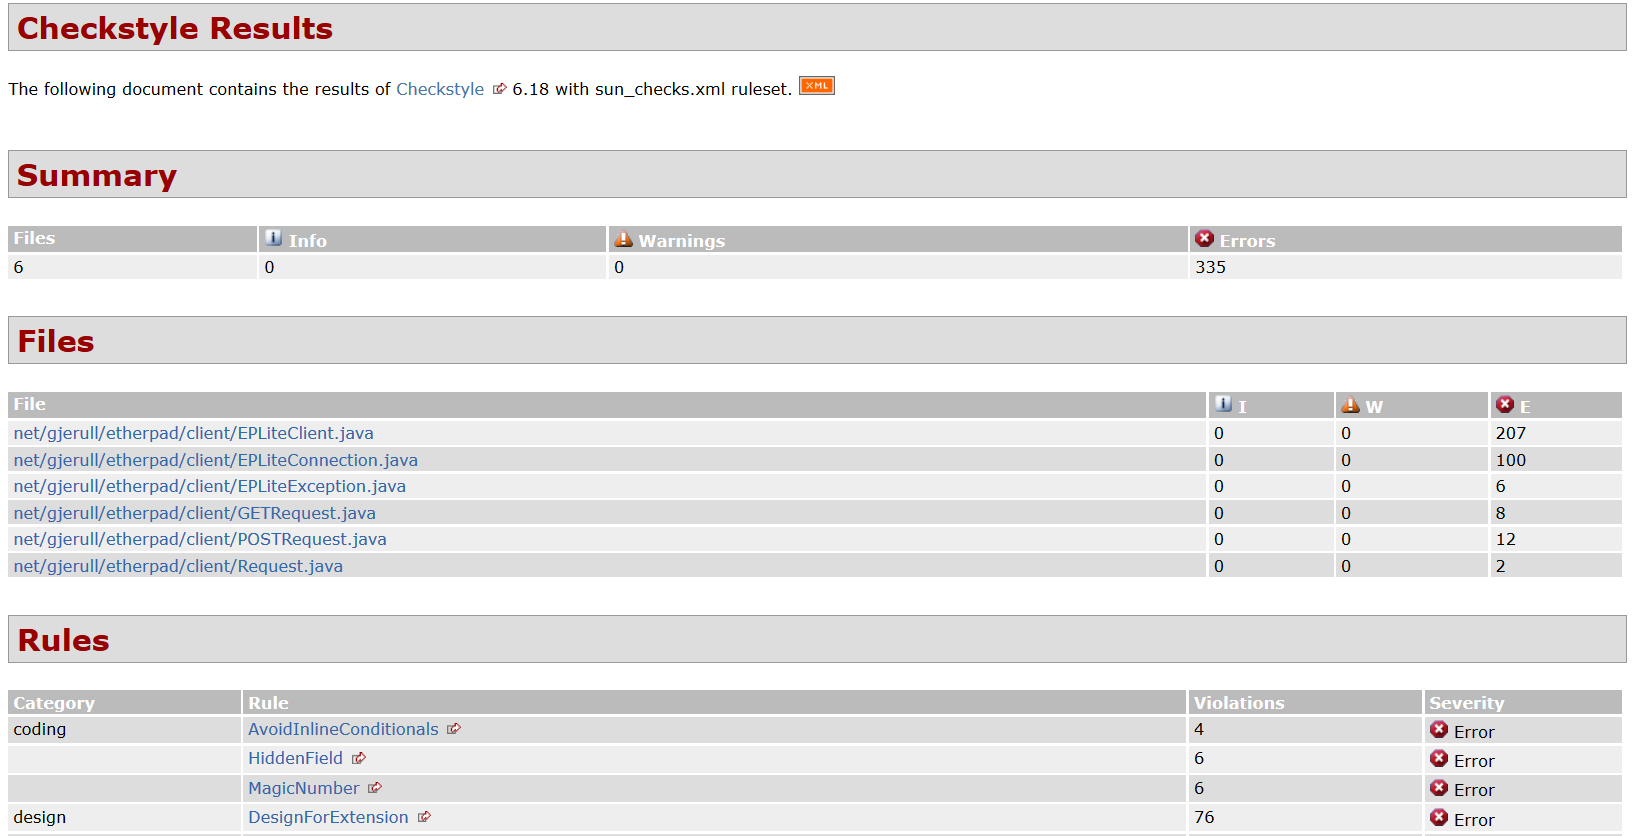 Checkstyle Results
The following document contains the results of Checkstyle 6.18 with sun_checks.xml ruleset. XML
Summary
Files Info Warnings Errors
6 0 0 335
Files
File I W E
net/gjerull/etherpad/client/EPLiteClient.java 0 0 207
net/gjerull/etherpad/client/EPLiteConnection.java 0 0 100
net/gjerull/etherpad/client/EPLiteException.java 0 0 6
net/gjerull/etherpad/client/GETRequest.java 0 0 8
net/gjerull/etherpad/client/POSTRequest.java 0 0 12
net/gjerull/etherpad/client/Request.java 0 0 2
Rules
Category Rule Violations Severity
coding AvoidInlineConditionals 4 Error
HiddenField 6 Error
MagicNumber 6 Error
design DesignForExtension 76 Error